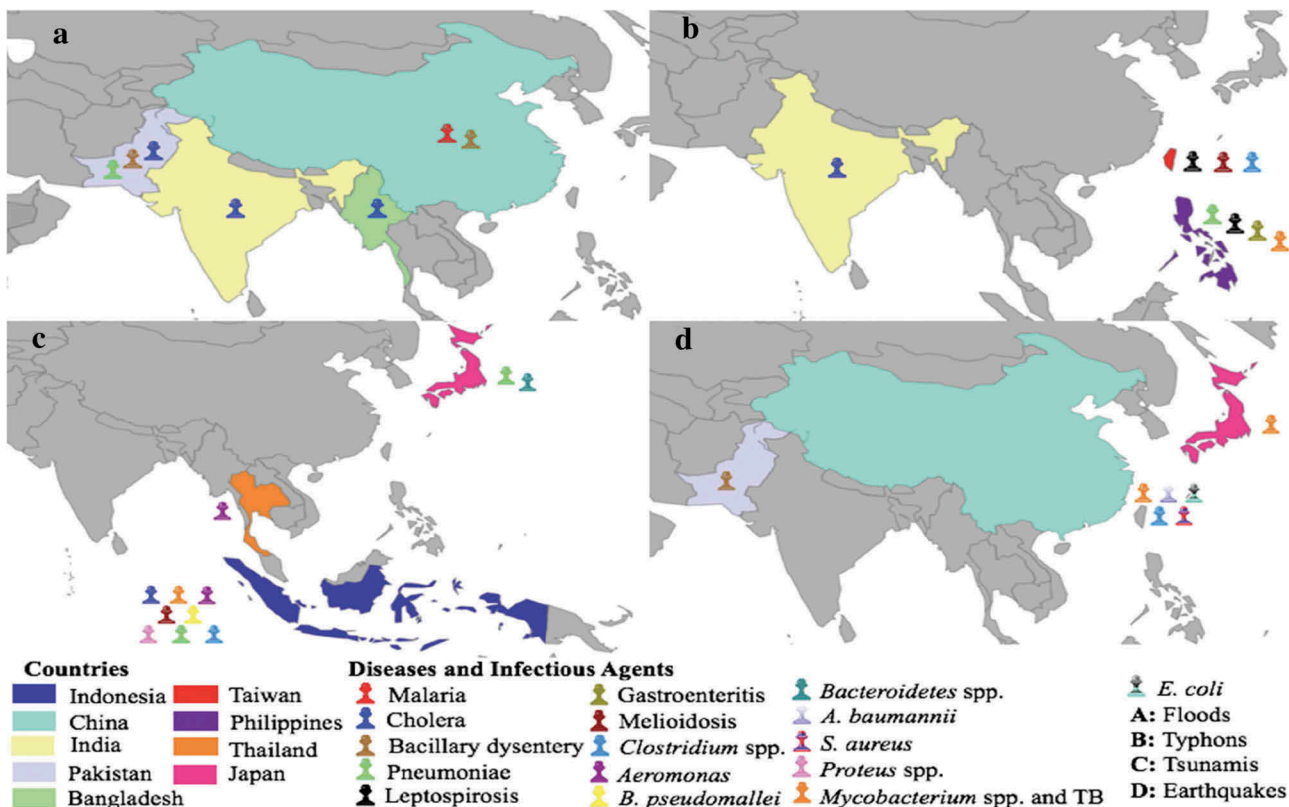 a
b
c
d
Countries
Indonesia
China
India
Pakistan
Bangladesh
Taiwan
Philippines
Thailand
Japan
Diseases and Infectious Agents
Malaria
Cholera
Bacillary dysentery
Pneumoniae
Leptospirosis
Gastroenteritis
Melioidosis
Clostridium spp.
Aeromonas
B. pseudomallei
Bacteroidetes spp.
A. baumannii
S. aureus
Proteus spp.
Mycobacterium spp. and TB
E. coli
A: Floods
B: Typhons
C: Tsunamis
D: Earthquakes